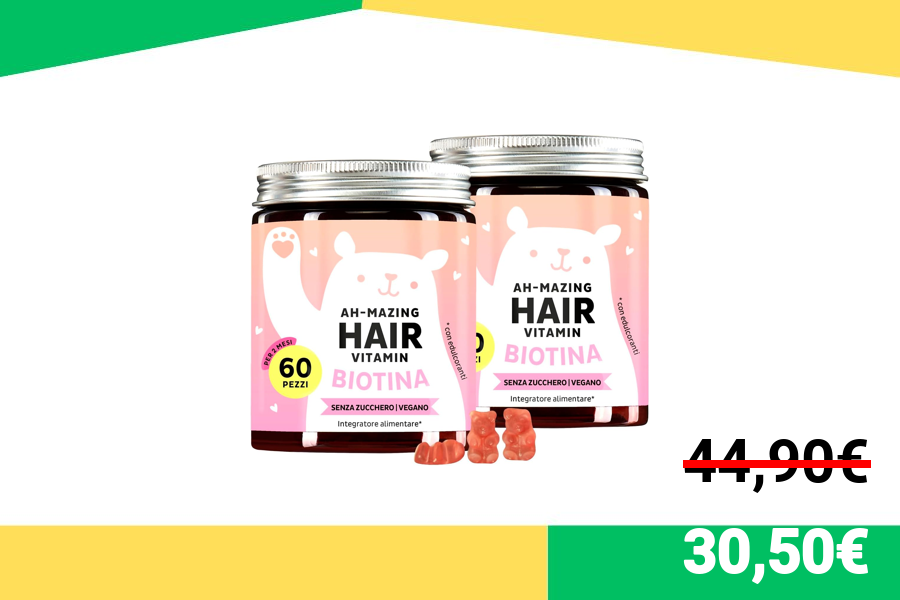 AH-MAZING
HAIR
VITAMIN
BIOTINA
SENZA ZUCCHERO | VEGANO
Integratore alimentare*
* con edulcoranti
PER 2 MESI
60
PEZZI
AH-MAZING
HAIR
VITAMIN
BIOTINA
SENZA ZUCCHERO | VEGANO
Integratore alimentare*
* con edulcoranti
44,90€
30,50€